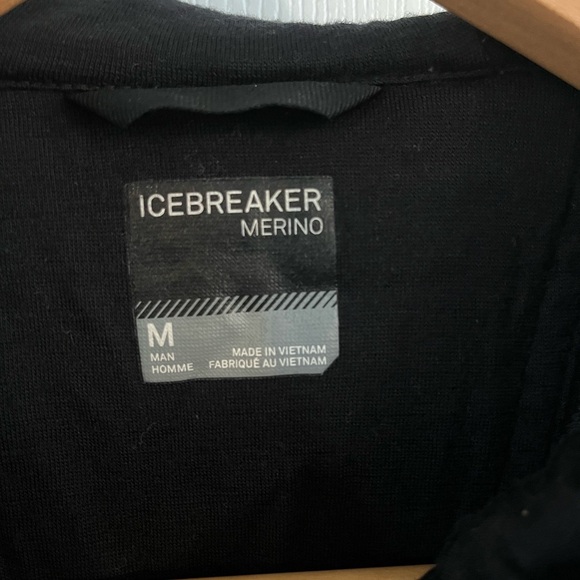 ICEBREAKER
MERINO
M
MAN
HOMME
MADE IN VIETNAM
FABRIQUÉ AU VIETNAM